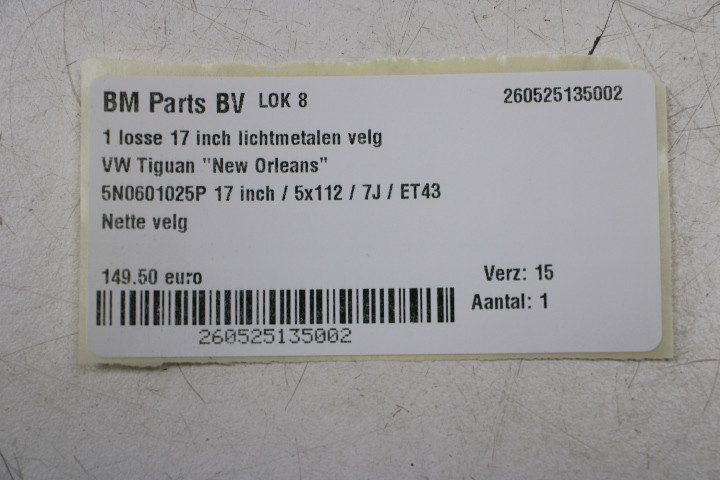 BM Parts BV LOK 8 260525135002
1 losse 17 inch lichtmetalen velg
VW Tiguan "New Orleans"
5N0601025P 17 inch / 5x112 / 7J / ET43
Nette velg
149.50 euro Verz: 15
Aantal: 1
260525135002